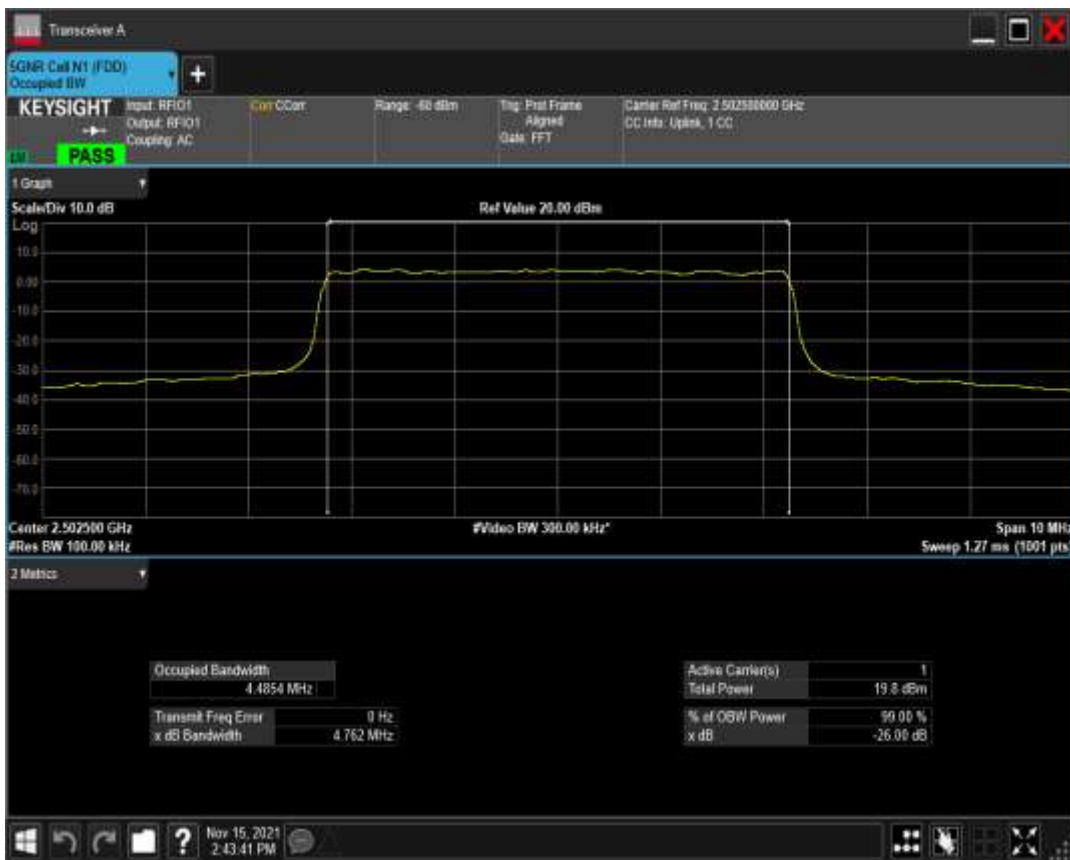 Transceiver A
5GNR Cell N1 (FDD)
Occupied BW
+
KEYSIGHT
Input: RFIO1
Output: RFIO1
Coupling: AC
Corr CCorr
Range: -60 dBm
Trig: Prot Frame
Aligned
Gate: FFT
Carrier Ref Freq: 2.502500000 GHz
CC Info: Uplink, 1 CC
PASS
1 Graph
Scale/Div 10.0 dB
Ref Value 20.00 dBm
Log
10.0
0.00
-10.0
-20.0
-30.0
-40.0
-50.0
-60.0
-70.0
Center 2.502500 GHz
#Video BW 300.00 kHz*
Span 10 MHz
#Res BW 100.00 kHz
Sweep 1.27 ms (1001 pts)
2 Metrics
Occupied Bandwidth
4.4854 MHz
Transmit Freq Error 0 Hz
x dB Bandwidth 4.762 MHz
Active Carrier(s) 1
Total Power 19.8 dBm
% of OBW Power 99.00 %
x dB -26.00 dB
?
Nov 15, 2021
2:43:41 PM